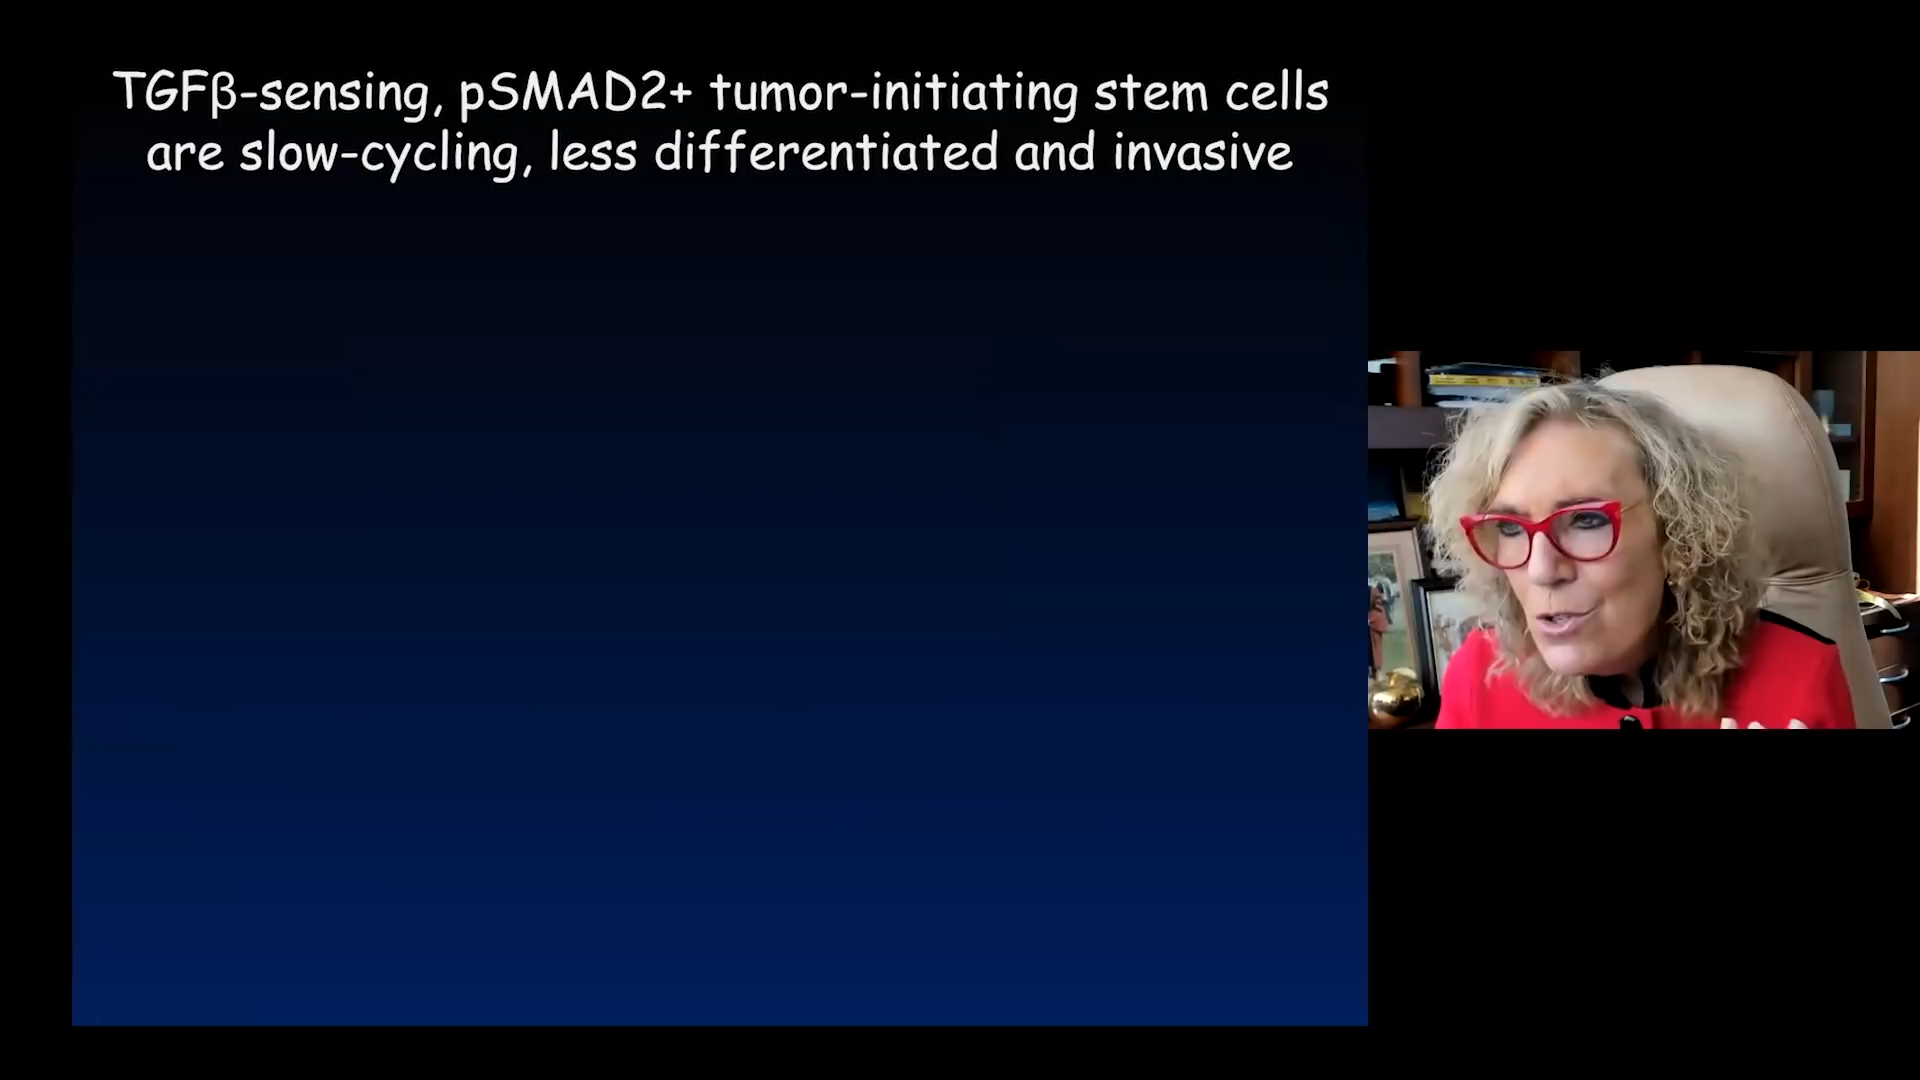 TGFβ-sensing, pSMAD2+ tumor-initiating stem cells
are slow-cycling, less differentiated and invasive